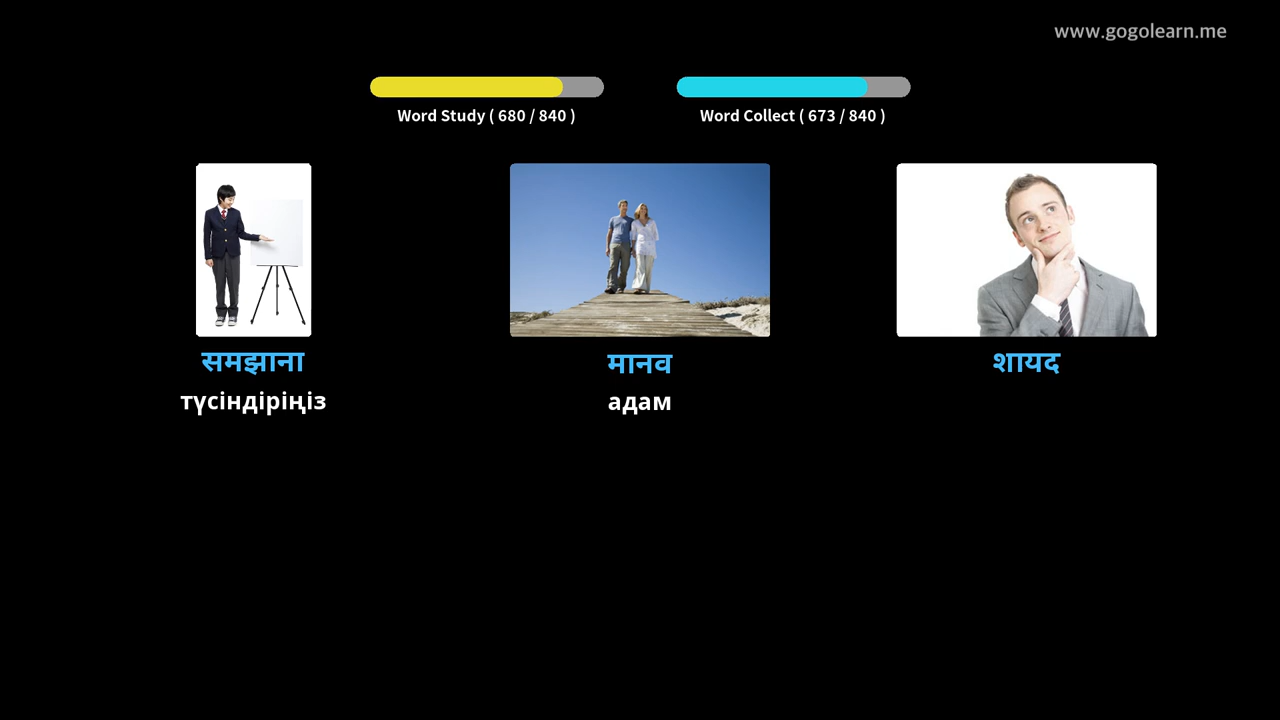 www.gogolearn.me
Word Study ( 680 / 840 )
Word Collect ( 673 / 840 )
समझाना
मानव
शायद
түсіндіріңіз
адам